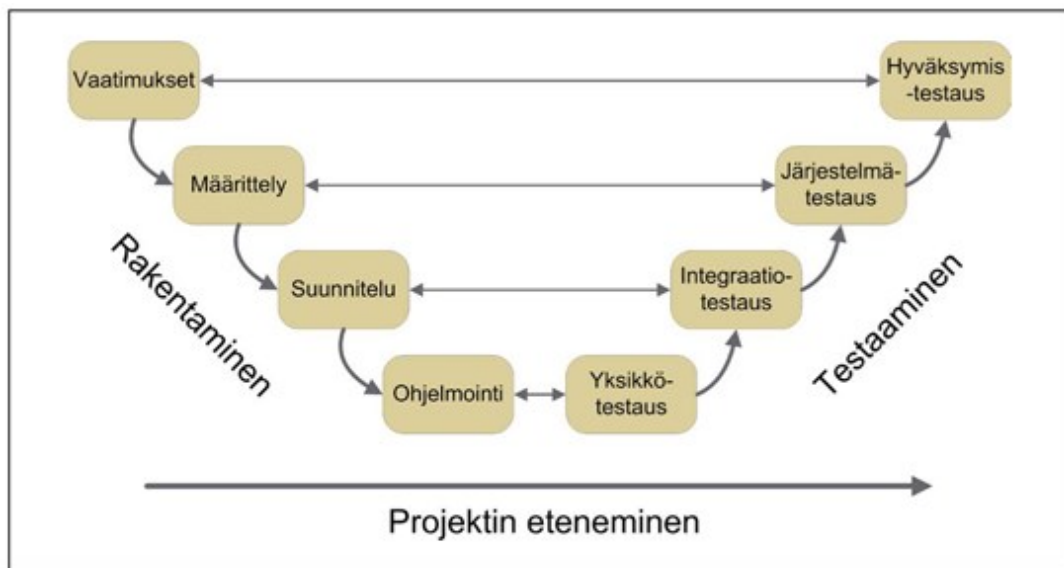 Vaatimukset
Hyväksymis
-testaus
Määrittely
Järjestelmä-
testaus
Rakentaminen
Suunnitelu
Integraatio-
testaus
Testaaminen
Ohjelmointi
Yksikkö-
testaus
Projektin eteneminen